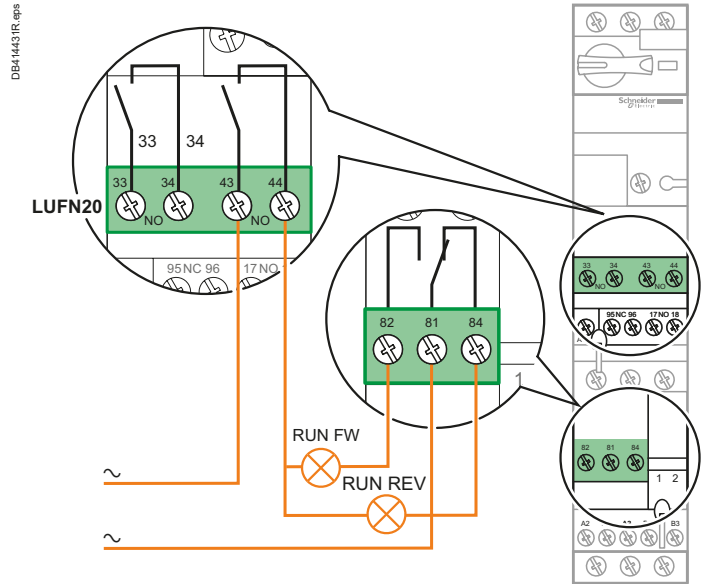 DB414431R.eps
33 34
33 34 43 44
LUFN20
NO NO
95 NC 96 17 NO
82 81 84
1
RUN FW
RUN REV
~
~
Schneider
Electric
33 34 43 44
NO NO
95 NC 96 17 NO 18
A
82 81 84
1 2
A2 B3